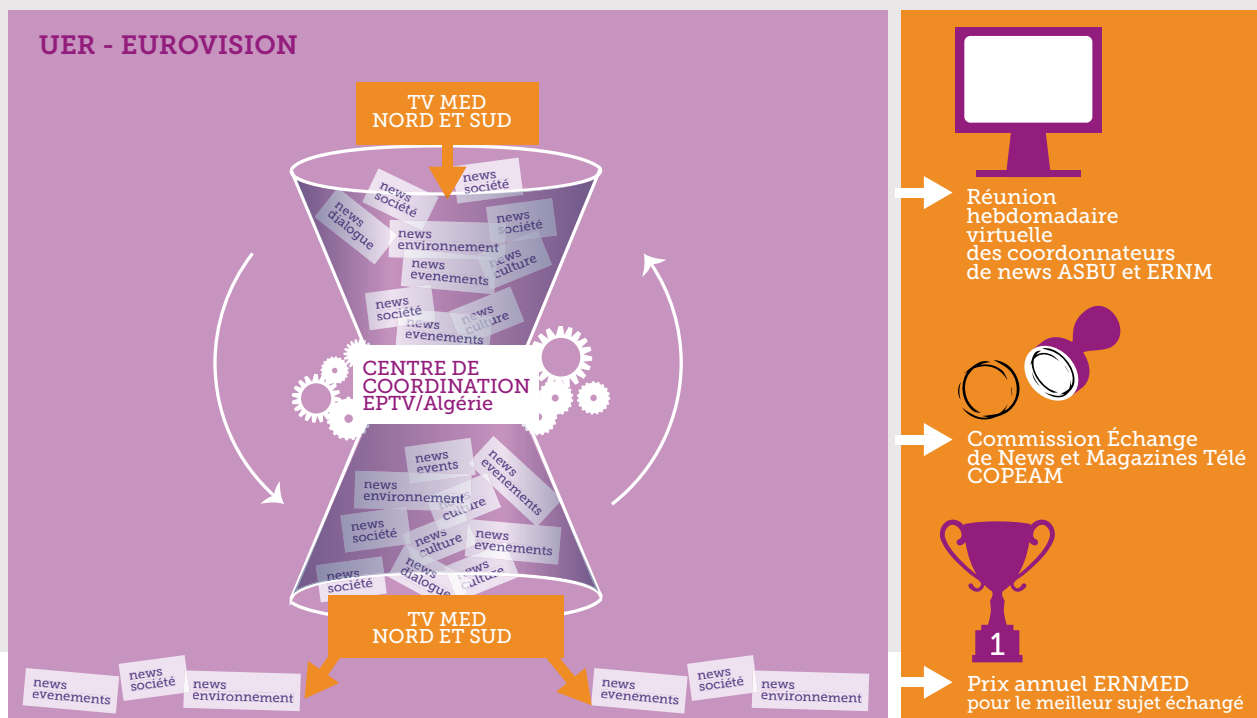 UER - EUROVISION
TV MED
NORD ET SUD
news
société
news
société
news
dialogue
news
société
news
environnement
news
culture
news
evenements
news
société
news
culture
news
evenements
CENTRE DE
COORDINATION
EPTV/Algérie
news
events
news
evenements
news
environnement
news
culture
news
société
news
culture
news
evenements
news
dialogue
news
culture
news
société
TV MED
NORD ET SUD
news
evenements
news
société
news
environnement
news
evenements
news
société
news
environnement
Réunion
hebdomadaire
virtuelle
des coordonnateurs
de news ASBU et ERNM
Commission Échange
de News et Magazines Télé
COPEAM
1
Prix annuel ERNMED
pour le meilleur sujet échangé